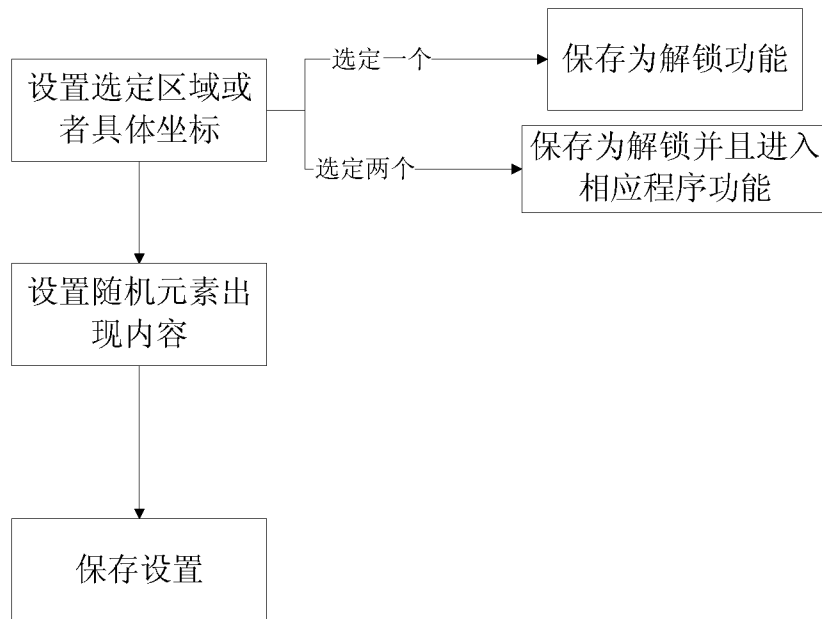 设置选定区域或
者具体坐标
选定一个
保存为解锁功能
选定两个
保存为解锁并且进入
相应程序功能
设置随机元素出
现内容
保存设置